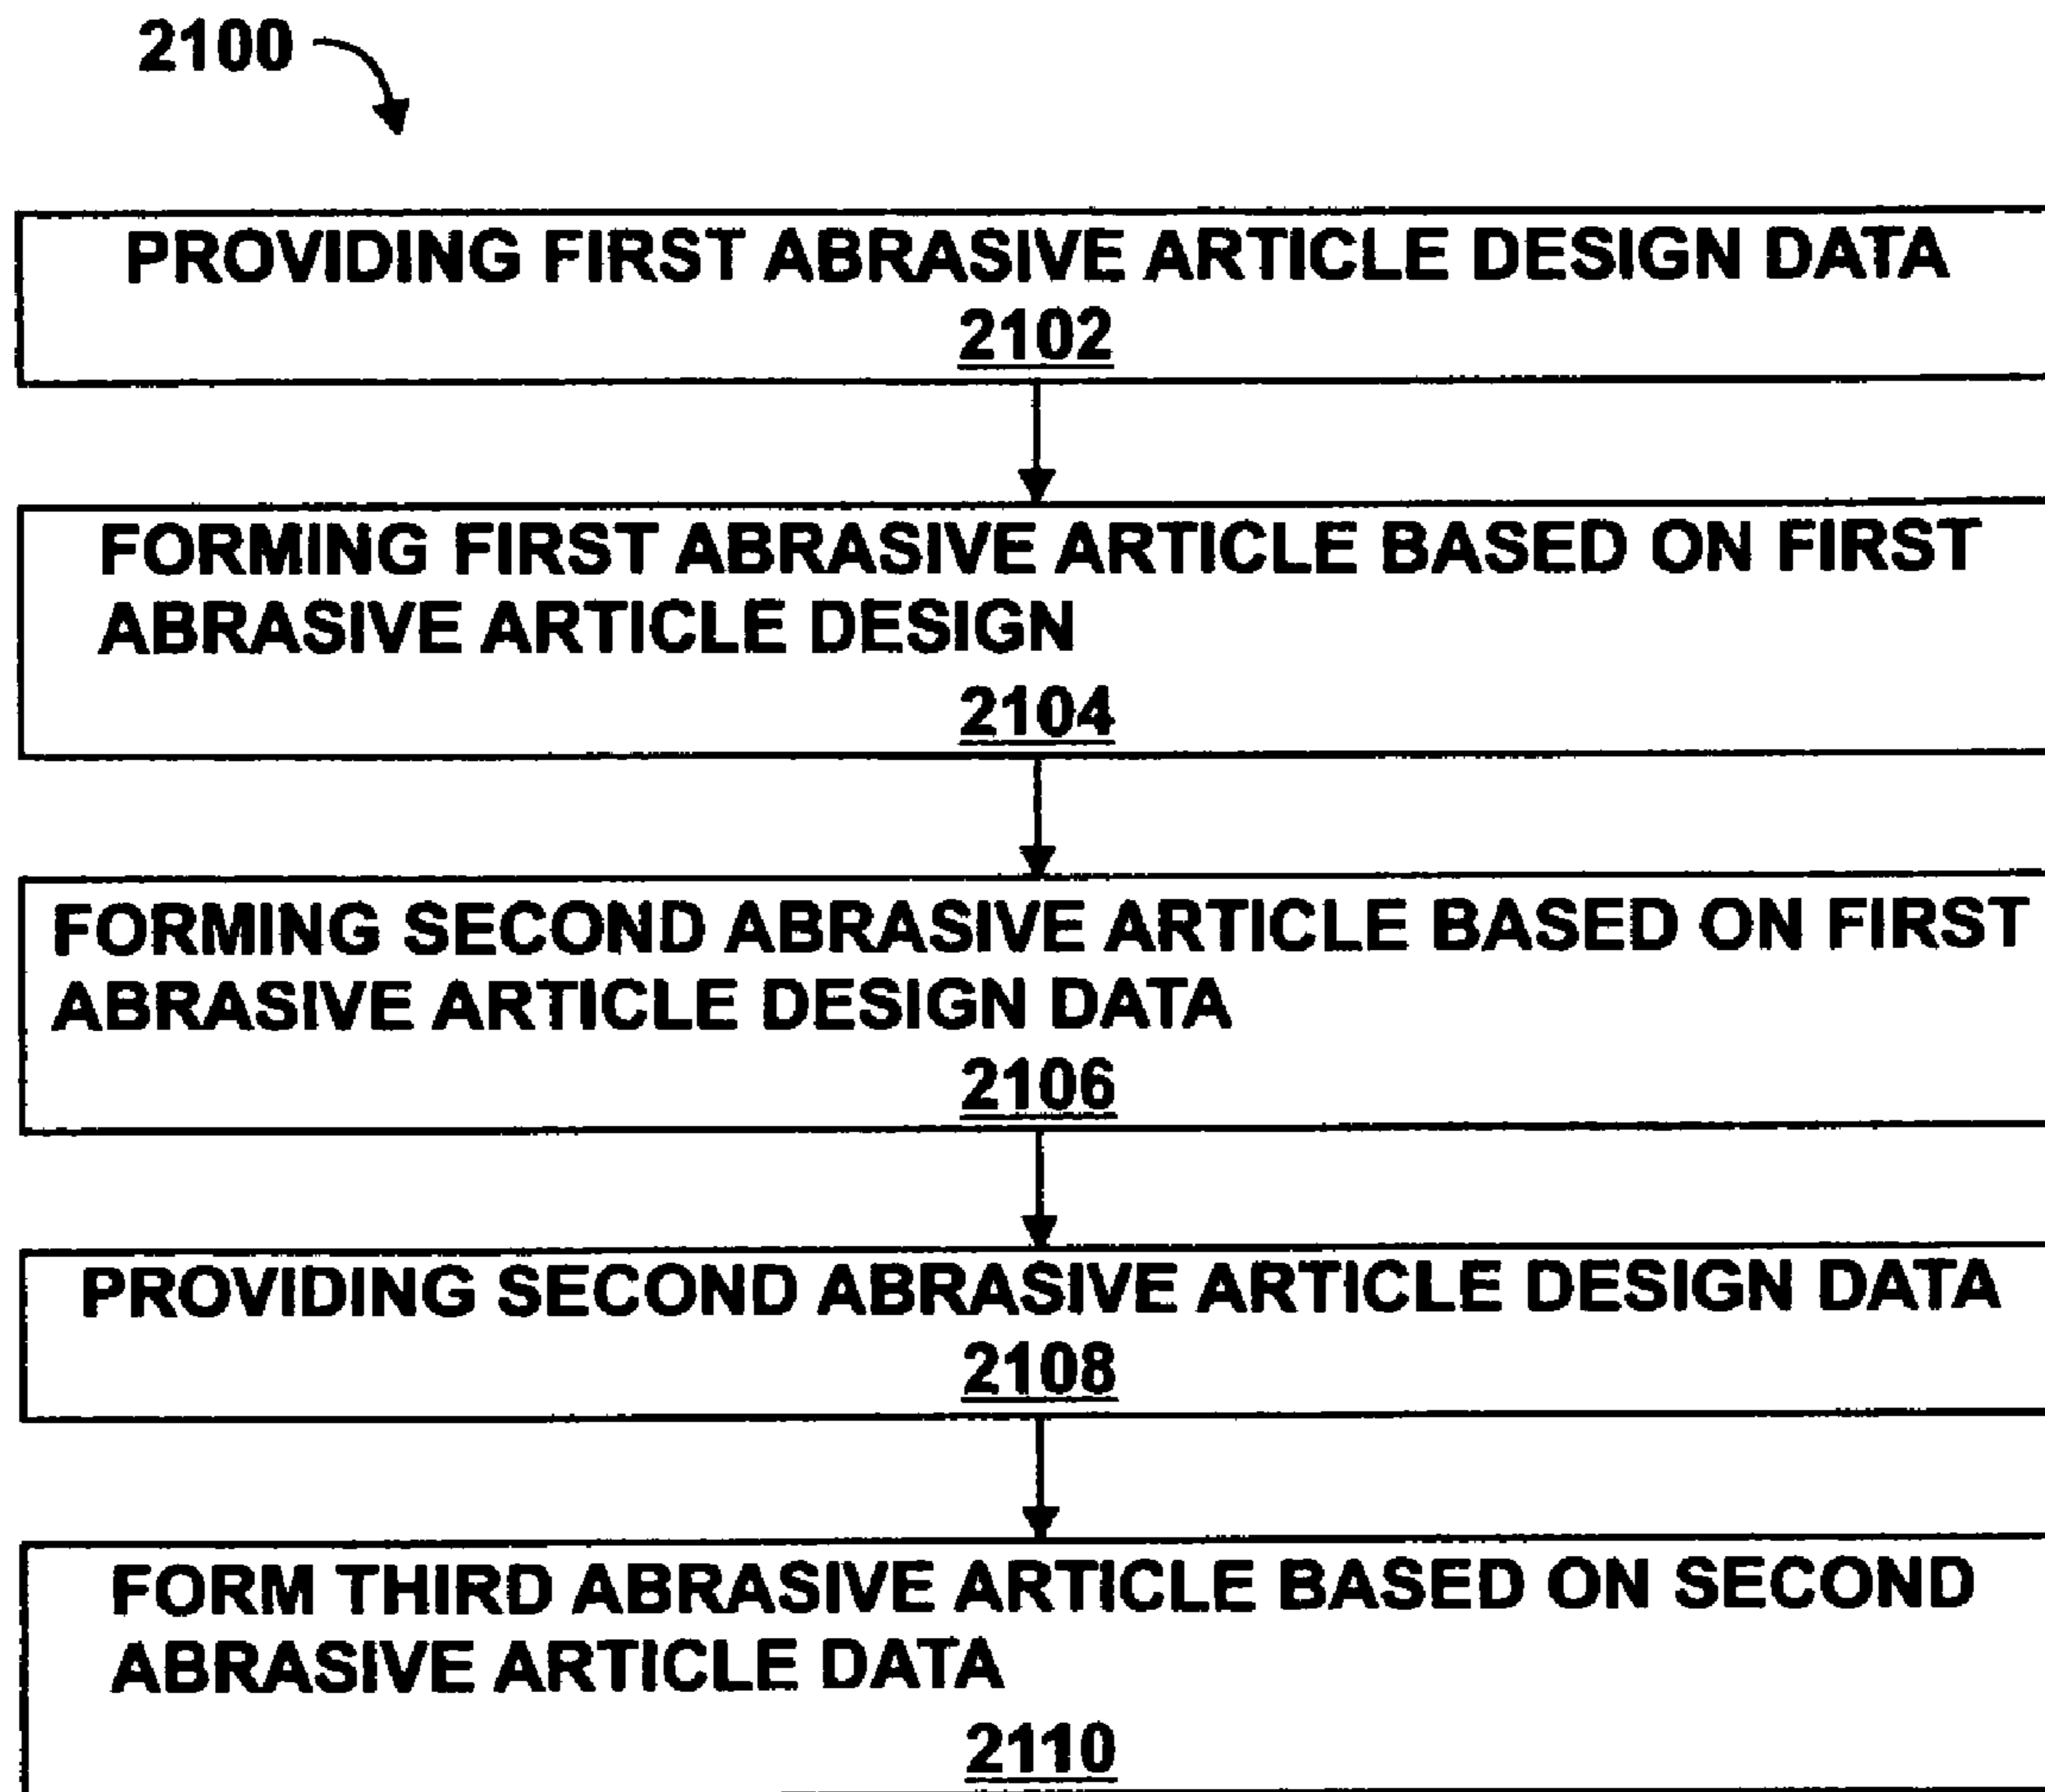 2100
PROVIDING FIRST ABRASIVE ARTICLE DESIGN DATA
2102
FORMING FIRST ABRASIVE ARTICLE BASED ON FIRST
ABRASIVE ARTICLE DESIGN
2104
FORMING SECOND ABRASIVE ARTICLE BASED ON FIRST
ABRASIVE ARTICLE DESIGN DATA
2106
PROVIDING SECOND ABRASIVE ARTICLE DESIGN DATA
2108
FORM THIRD ABRASIVE ARTICLE BASED ON SECOND
ABRASIVE ARTICLE DATA
2110